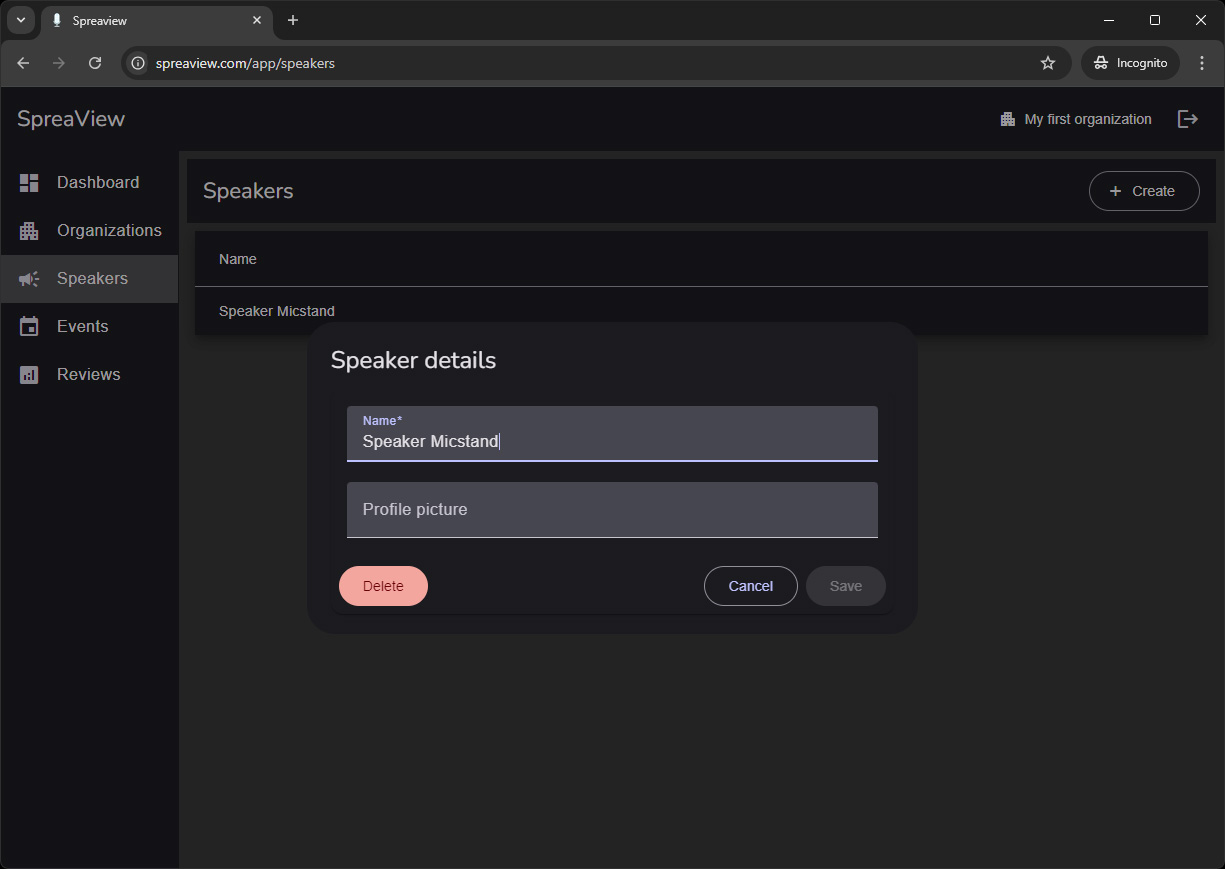 Spreaview
spreaview.com/app/speakers
Incognito
SpreaView
My first organization
Dashboard
Organizations
Speakers
Events
Reviews
Speakers
+ Create
Name
Speaker Micstand
Speaker details
Name*
Speaker Micstand
Profile picture
Delete
Cancel
Save